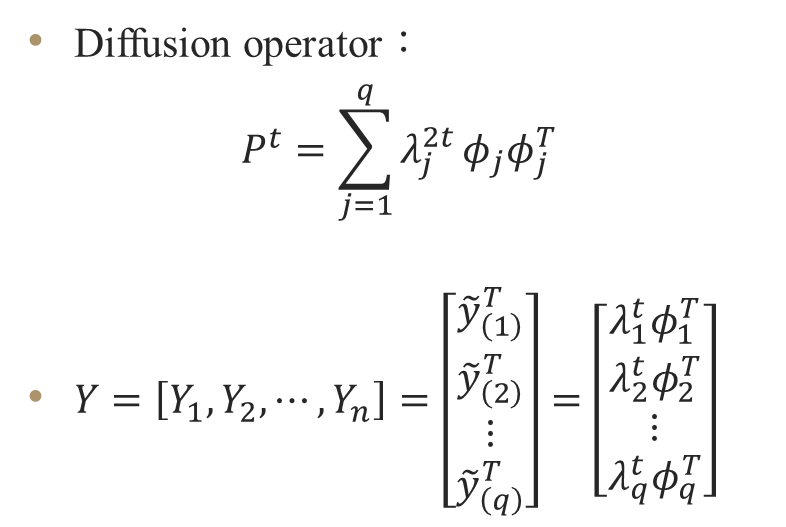 • Diffusion operator：
$P^t = \sum_{j=1}^{q} \lambda_j^{2t} \phi_j \phi_j^T$
• $Y = [Y_1, Y_2, \cdots, Y_n] = \begin{bmatrix} \tilde{y}_{(1)}^T \\ \tilde{y}_{(2)}^T \\ \vdots \\ \tilde{y}_{(q)}^T \end{bmatrix} = \begin{bmatrix} \lambda_1^t \phi_1^T \\ \lambda_2^t \phi_2^T \\ \vdots \\ \lambda_q^t \phi_q^T \end{bmatrix}$